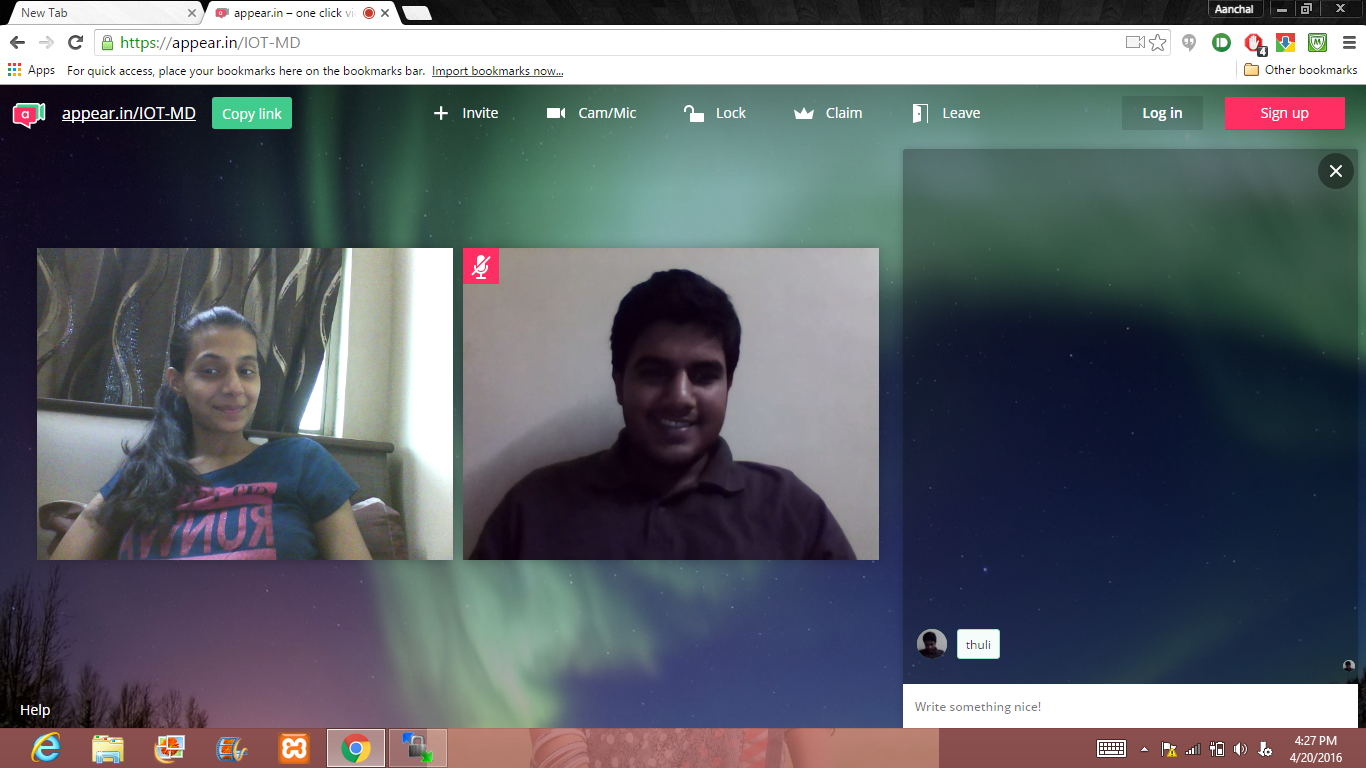 New Tab
appear.in – one click vi
Aanchal
https://appear.in/IOT-MD
4
Apps
For quick access, place your bookmarks here on the bookmarks bar. Import bookmarks now...
Other bookmarks
a
appear.in/IOT-MD
Copy link
Invite
Cam/Mic
Lock
Claim
Leave
Log in
Sign up
thuli
Write something nice!
Help
4:27 PM
4/20/2016